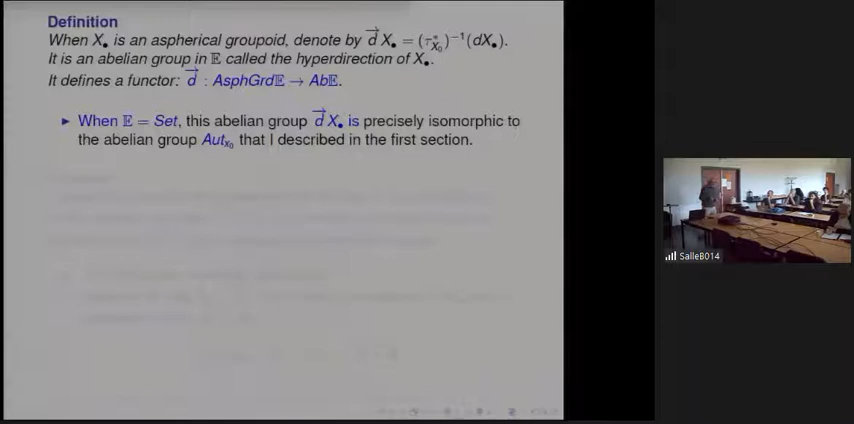 Definition
When X• is an aspherical groupoid, denote by d⃗ X• = (τ*X₀)⁻¹(dX•).
It is an abelian group in 𝔼 called the hyperdirection of X•.
It defines a functor: d⃗ : AsphGrd𝔼 → Ab𝔼.
► When 𝔼 = Set, this abelian group d⃗ X• is precisely isomorphic to
the abelian group Autx₀ that I described in the first section.
SalleB014